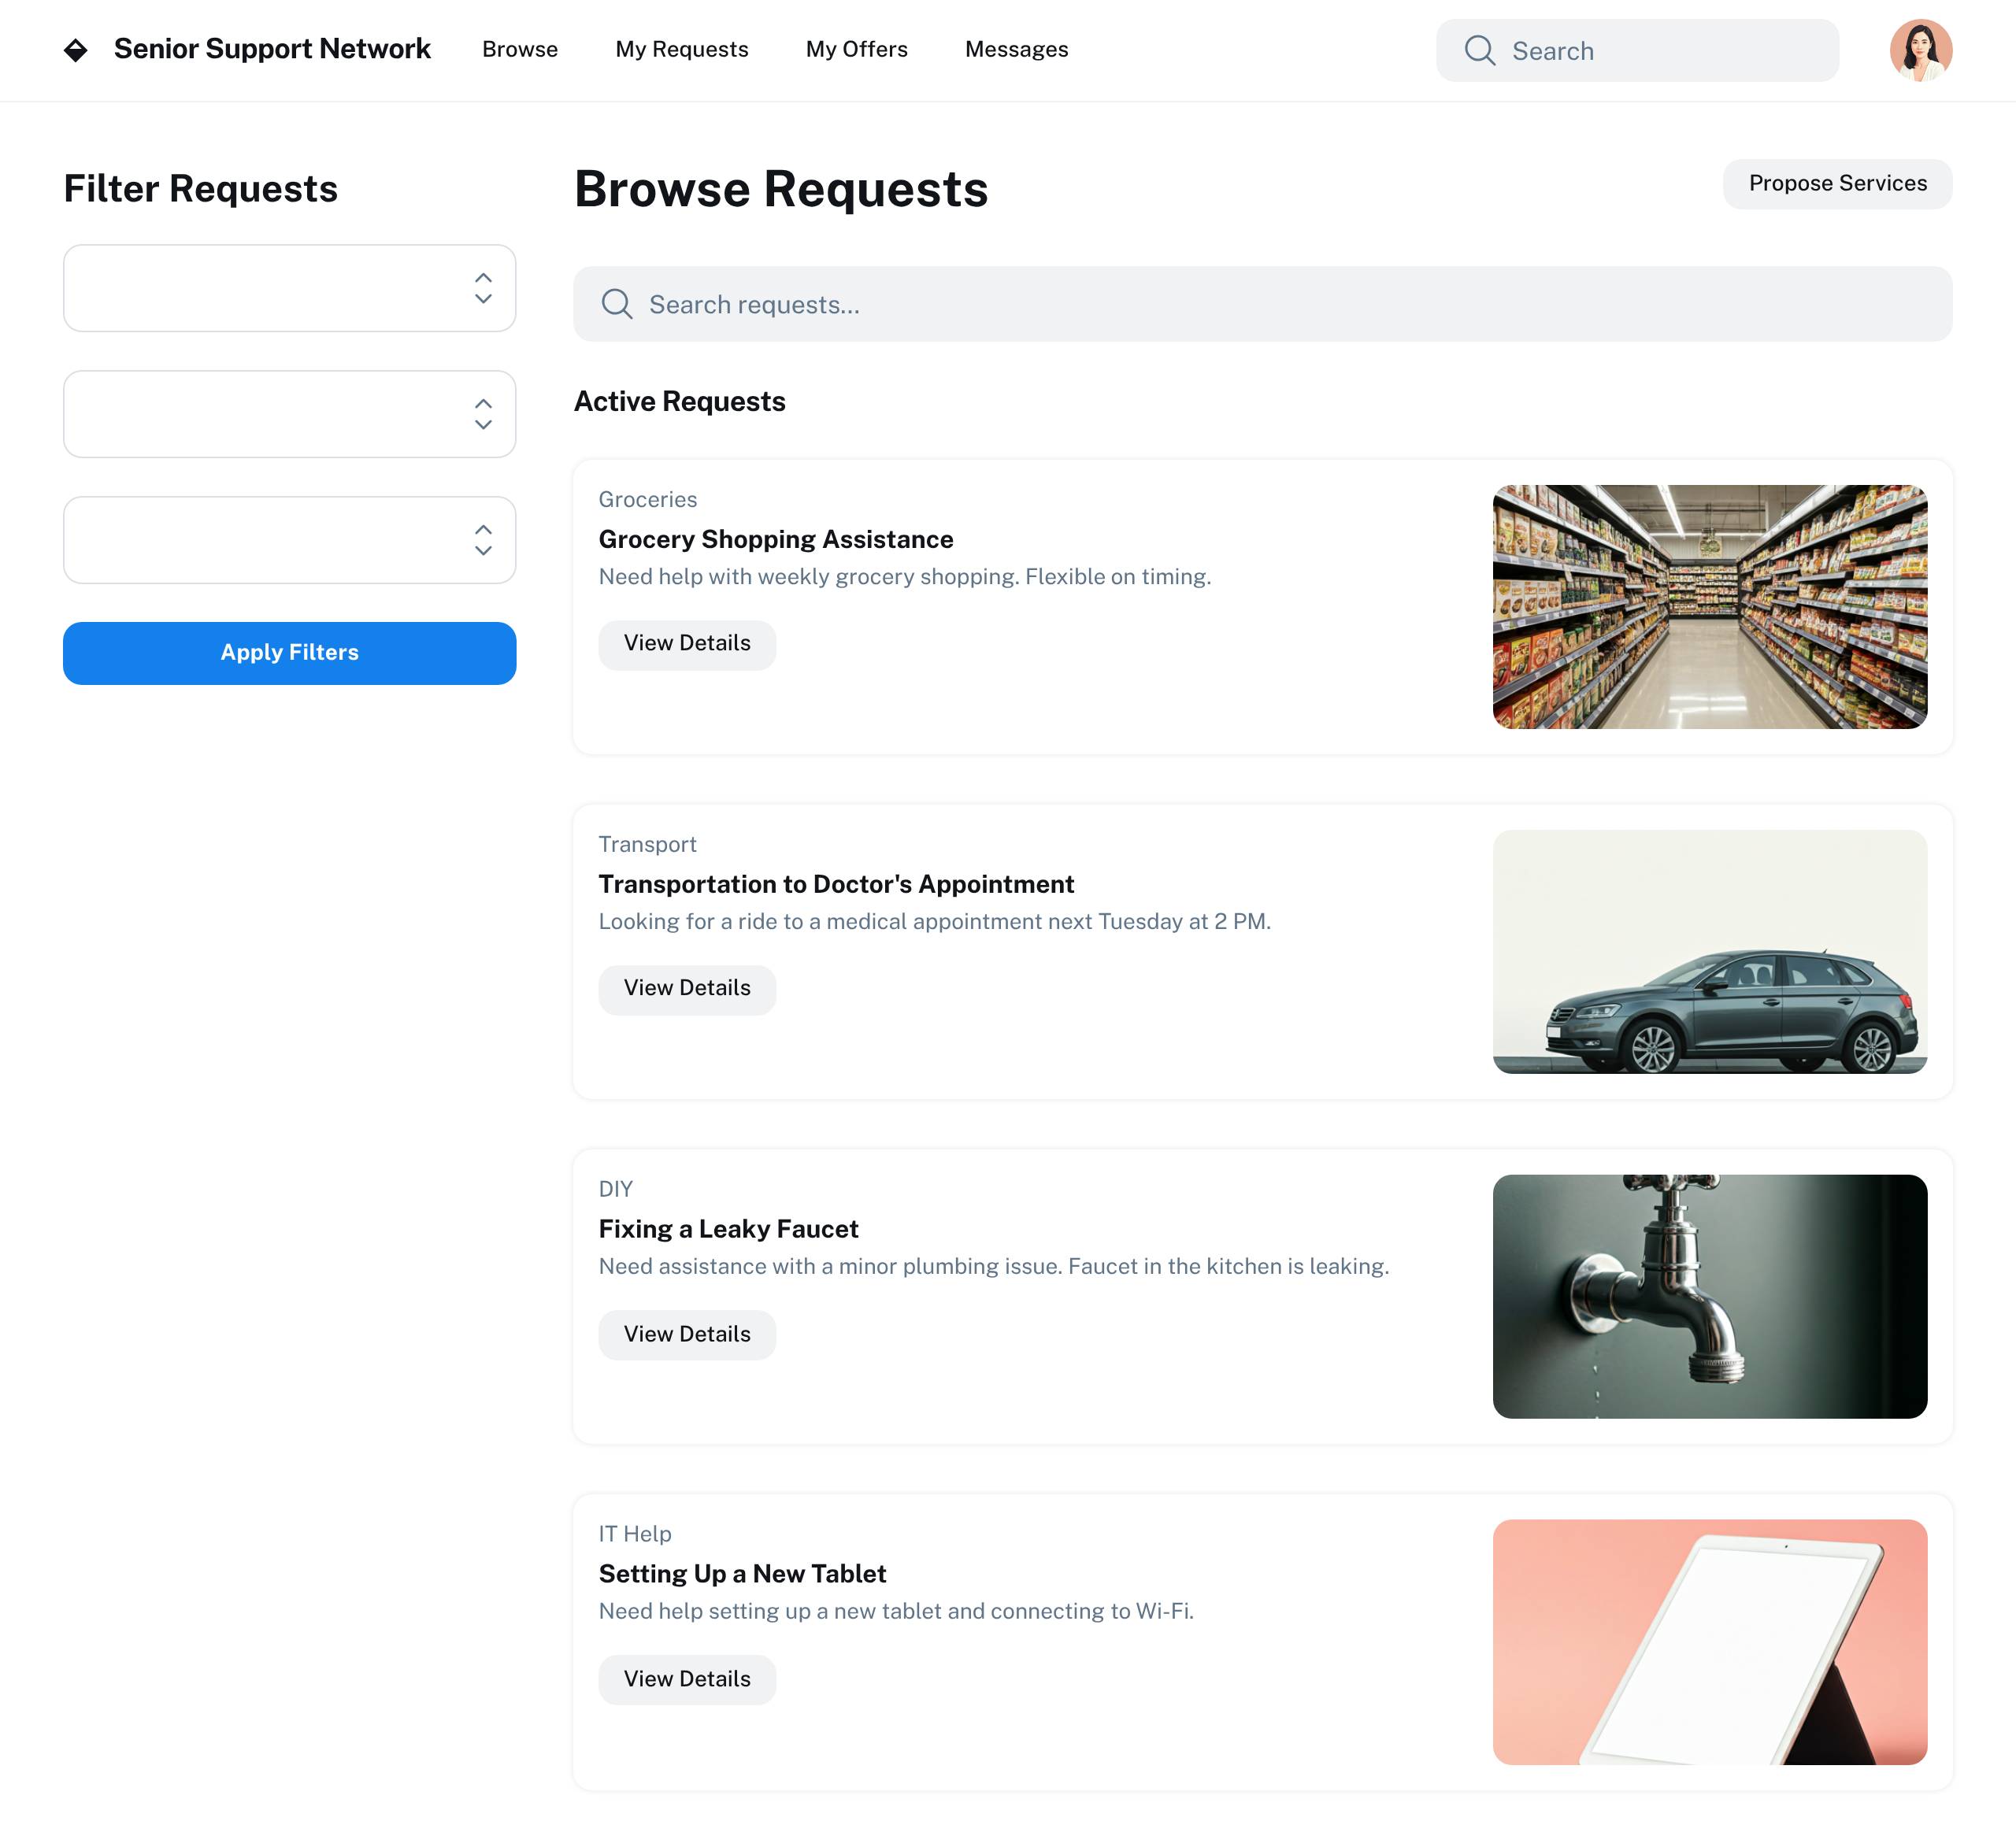 Senior Support Network
Browse
My Requests
My Offers
Messages
Search
Filter Requests
Apply Filters
Browse Requests
Propose Services
Search requests...
Active Requests
Groceries
Grocery Shopping Assistance
Need help with weekly grocery shopping. Flexible on timing.
View Details
Transport
Transportation to Doctor's Appointment
Looking for a ride to a medical appointment next Tuesday at 2 PM.
View Details
DIY
Fixing a Leaky Faucet
Need assistance with a minor plumbing issue. Faucet in the kitchen is leaking.
View Details
IT Help
Setting Up a New Tablet
Need help setting up a new tablet and connecting to Wi-Fi.
View Details